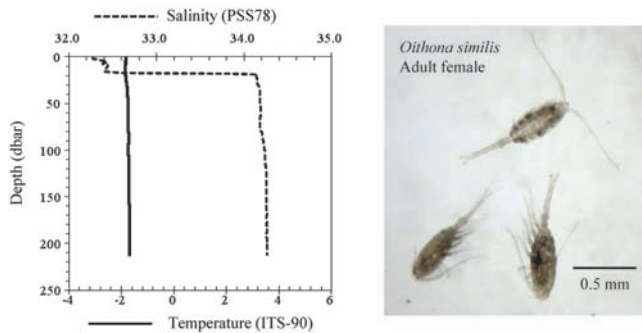 Salinity (PSS78)
32.0 33.0 34.0 35.0
0
50
100
150
200
250
Depth (dbar)
-4 -2 0 2 4 6
Temperature (ITS-90)
Oithona similis
Adult female
0.5 mm